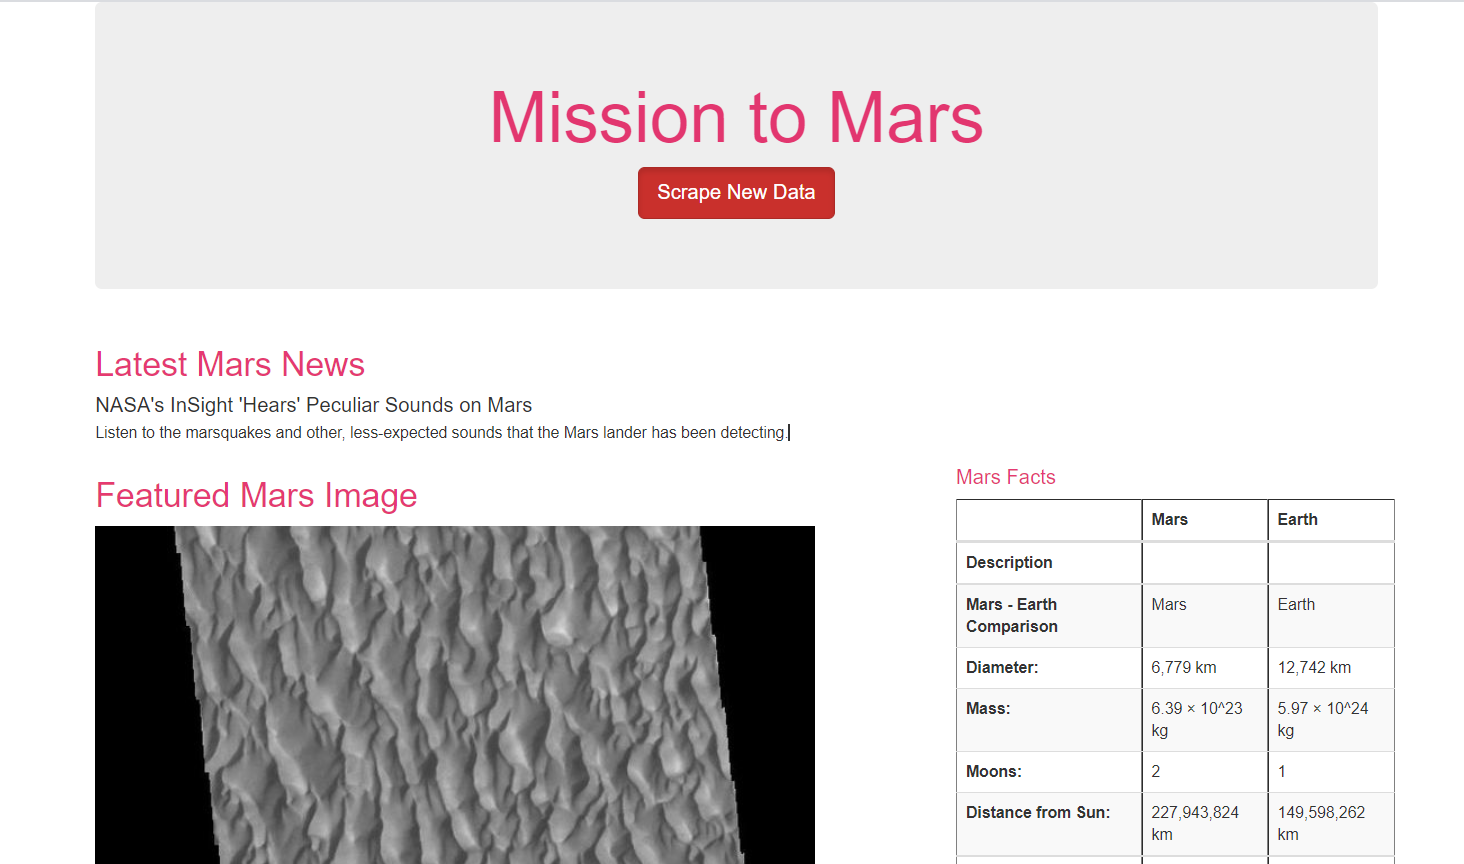 Mission to Mars
Scrape New Data
Latest Mars News
NASA's InSight 'Hears' Peculiar Sounds on Mars
Listen to the marsquakes and other, less-expected sounds that the Mars lander has been detecting.
Featured Mars Image
Mars Facts
Mars Earth
Description
Mars - Earth Comparison Mars Earth
Diameter: 6,779 km 12,742 km
Mass: 6.39 × 10^23 kg 5.97 × 10^24 kg
Moons: 2 1
Distance from Sun: 227,943,824 km 149,598,262 km